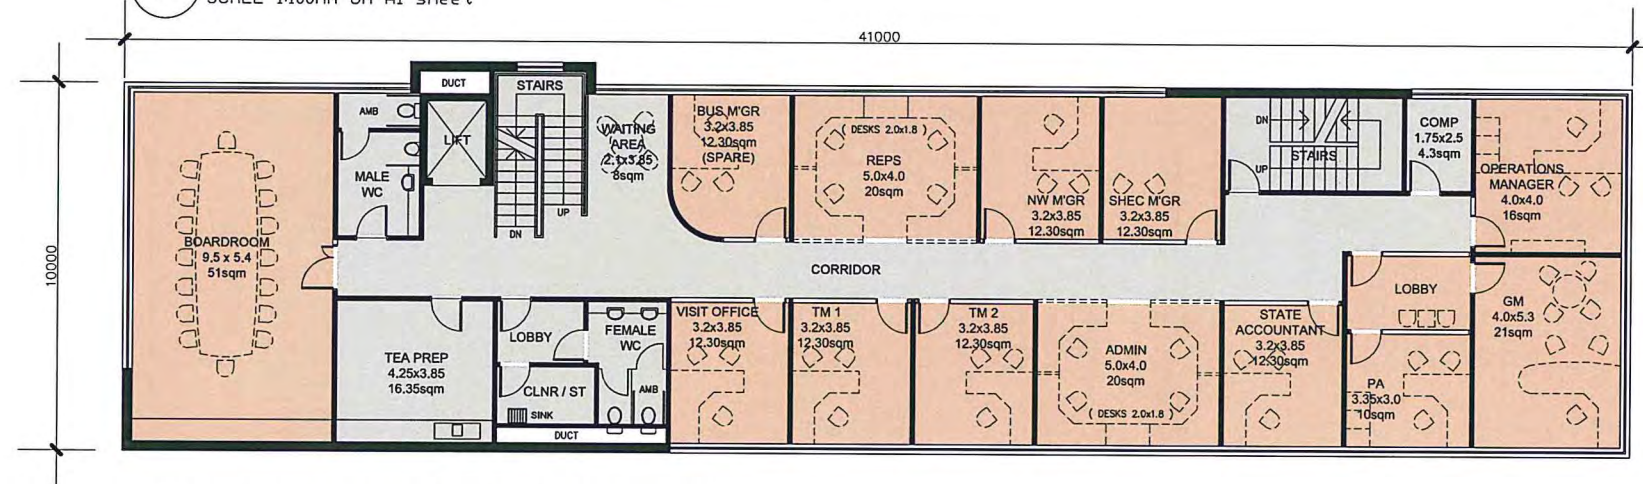 41000
10000
DUCT
STAIRS
AMB
LIFT
MALE
WC
WAITING
AREA
2.1x3.85
8sqm
UP
DN
BUS M'GR
3.2x3.85
12.30sqm
(SPARE)
( DESKS 2.0x1.8 )
REPS
5.0x4.0
20sqm
NW M'GR
3.2x3.85
12.30sqm
SHEC M'GR
3.2x3.85
12.30sqm
DN
STAIRS
UP
COMP
1.75x2.5
4.3sqm
OPERATIONS
MANAGER
4.0x4.0
16sqm
BOARDROOM
9.5 x 5.4
51sqm
CORRIDOR
TEA PREP
4.25x3.85
16.35sqm
LOBBY
FEMALE
WC
CLNR / ST
AMB
SINK
DUCT
VISIT OFFICE
3.2x3.85
12.30sqm
TM 1
3.2x3.85
12.30sqm
TM 2
3.2x3.85
12.30sqm
ADMIN
5.0x4.0
20sqm
( DESKS 2.0x1.8 )
STATE
ACCOUNTANT
3.2x3.85
12.30sqm
LOBBY
PA
3.35x3.0
10sqm
GM
4.0x5.3
21sqm